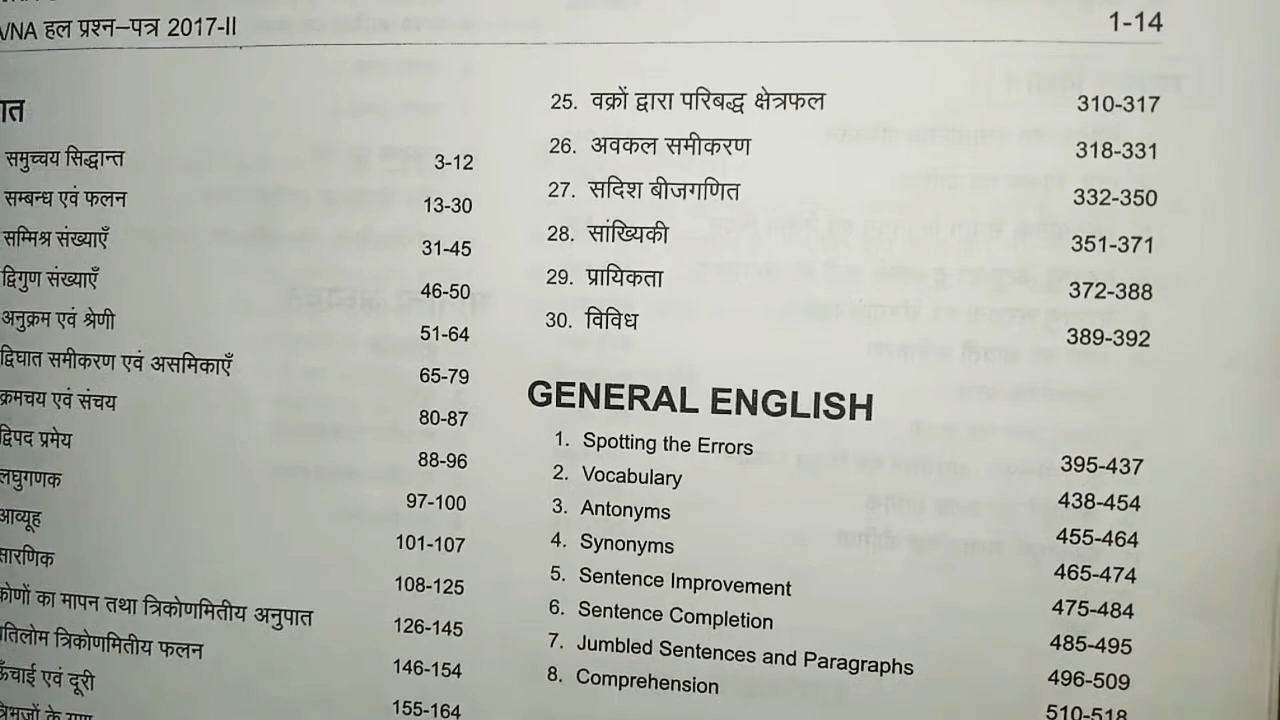 हल प्रश्न–पत्र 2017-II 1-14
समुच्चय सिद्धान्त 3-12
सम्बन्ध एवं फलन 13-30
सम्मिश्र संख्याएँ 31-45
द्विगुण संख्याएँ 46-50
अनुक्रम एवं श्रेणी 51-64
द्विघात समीकरण एवं असमिकाएँ 65-79
क्रमचय एवं संचय 80-87
द्विपद प्रमेय 88-96
लघुगणक 97-100
आव्यूह 101-107
सारणिक 108-125
कोणों का मापन तथा त्रिकोणमितीय अनुपात 126-145
त्रिकोणमितीय फलन 146-154
ऊँचाई एवं दूरी 155-164
25. वक्रों द्वारा परिबद्ध क्षेत्रफल 310-317
26. अवकल समीकरण 318-331
27. सदिश बीजगणित 332-350
28. सांख्यिकी 351-371
29. प्रायिकता 372-388
30. विविध 389-392
GENERAL ENGLISH
1. Spotting the Errors 395-437
2. Vocabulary 438-454
3. Antonyms 455-464
4. Synonyms 465-474
5. Sentence Improvement 475-484
6. Sentence Completion 485-495
7. Jumbled Sentences and Paragraphs 496-509
8. Comprehension 510-518